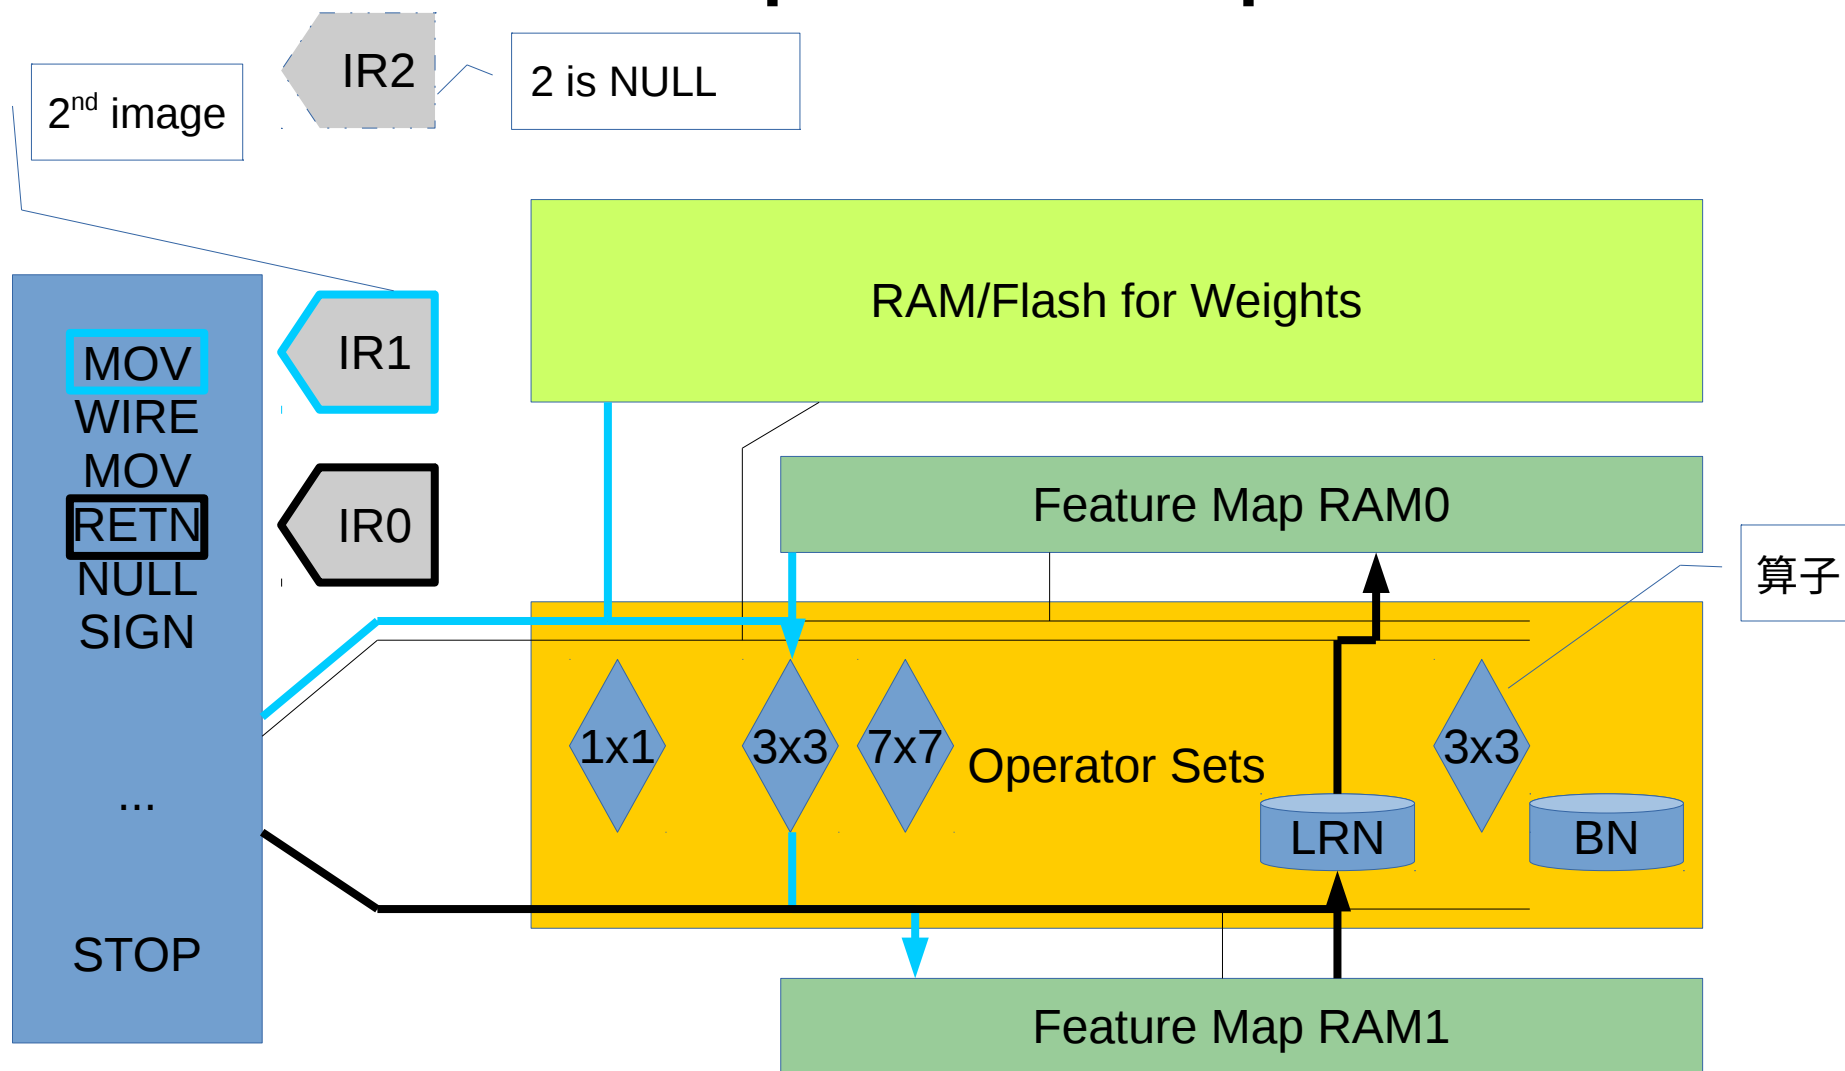 IR2
2 is NULL
2nd image
RAM/Flash for Weights
IR1
MOV
WIRE
MOV
RETN
NULL
SIGN
...
STOP
IR0
Feature Map RAM0
算子
1x1
3x3
7x7
Operator Sets
3x3
LRN
BN
Feature Map RAM1